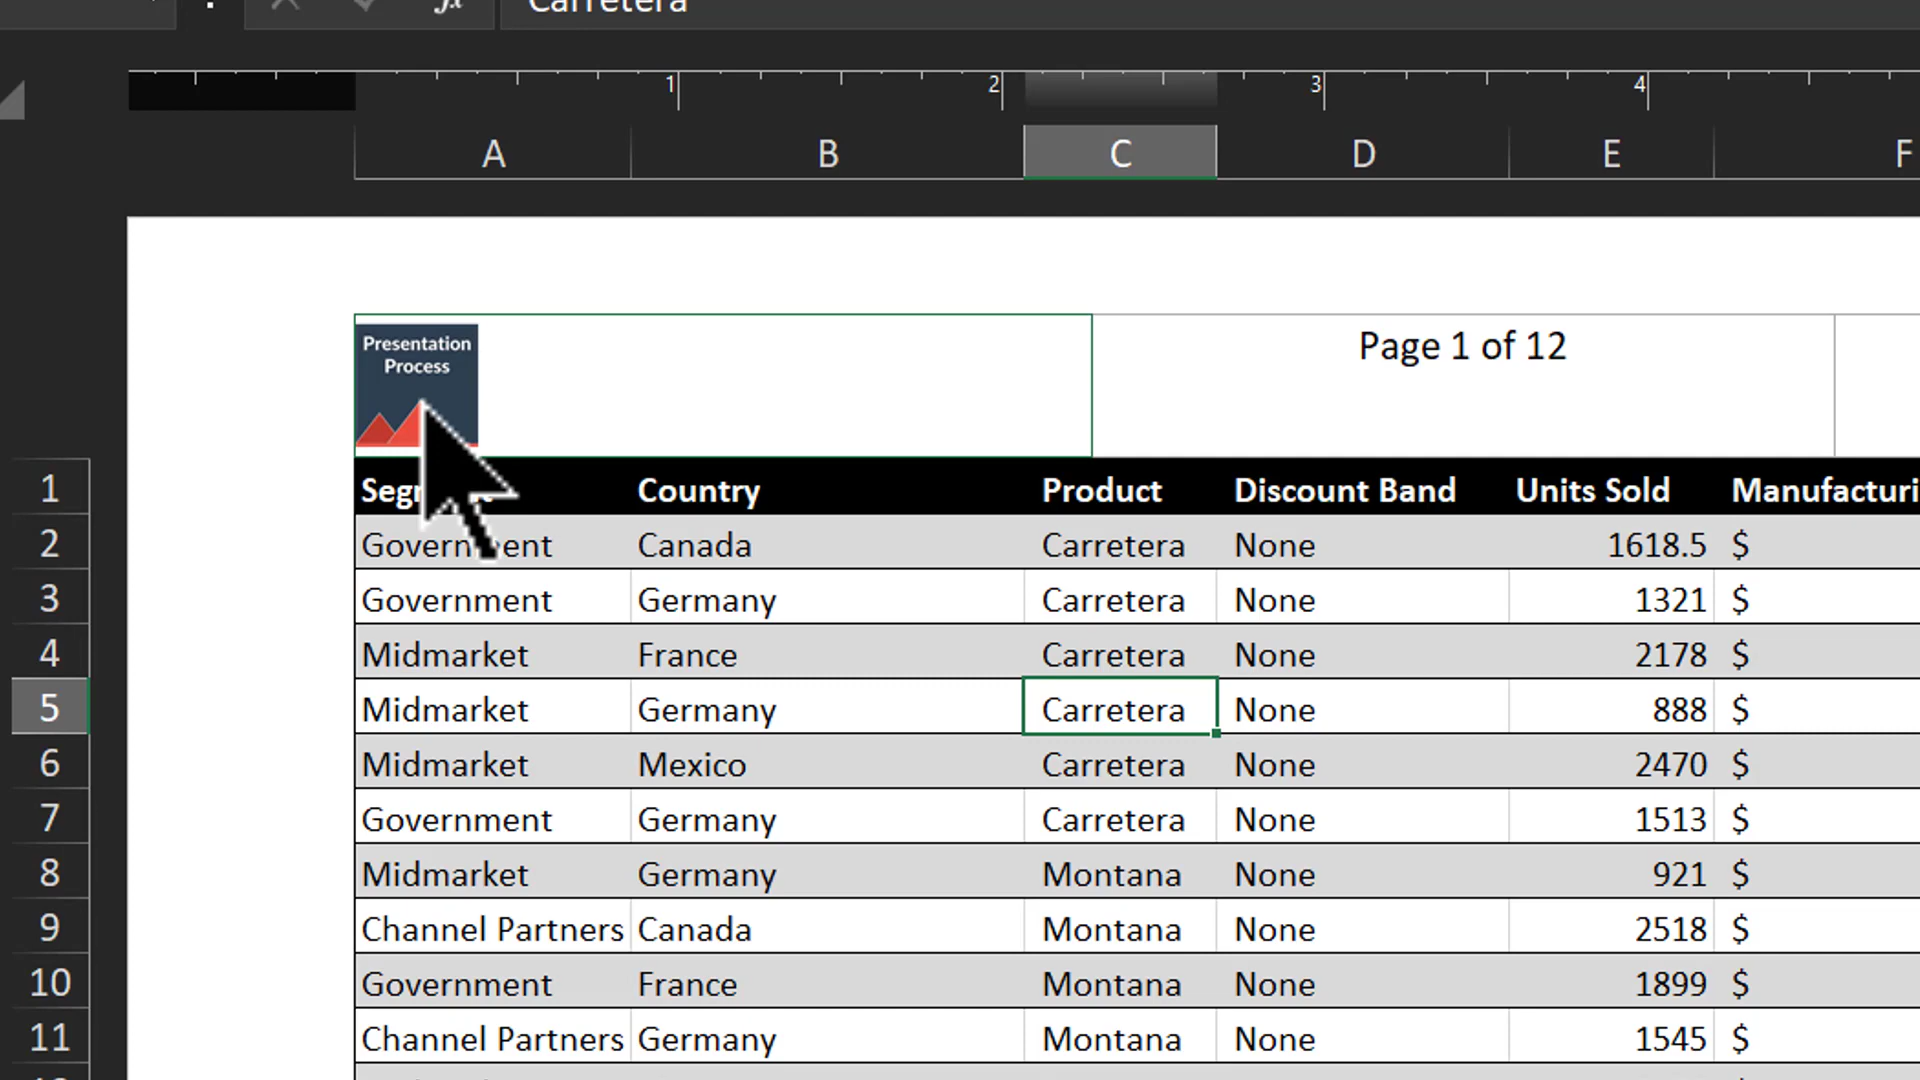 fx Carretera
1 2 3 4
A B C D E F
Presentation
Process
Page 1 of 12
1 Country Product Discount Band Units Sold Manufacturi
2 Government Canada Carretera None 1618.5 $
3 Government Germany Carretera None 1321 $
4 Midmarket France Carretera None 2178 $
5 Midmarket Germany Carretera None 888 $
6 Midmarket Mexico Carretera None 2470 $
7 Government Germany Carretera None 1513 $
8 Midmarket Germany Montana None 921 $
9 Channel Partners Canada Montana None 2518 $
10 Government France Montana None 1899 $
11 Channel Partners Germany Montana None 1545 $